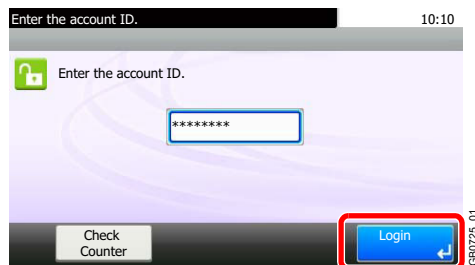 Enter the account ID.
10:10
Enter the account ID.
********
Check
Counter
Login
GB0725_01